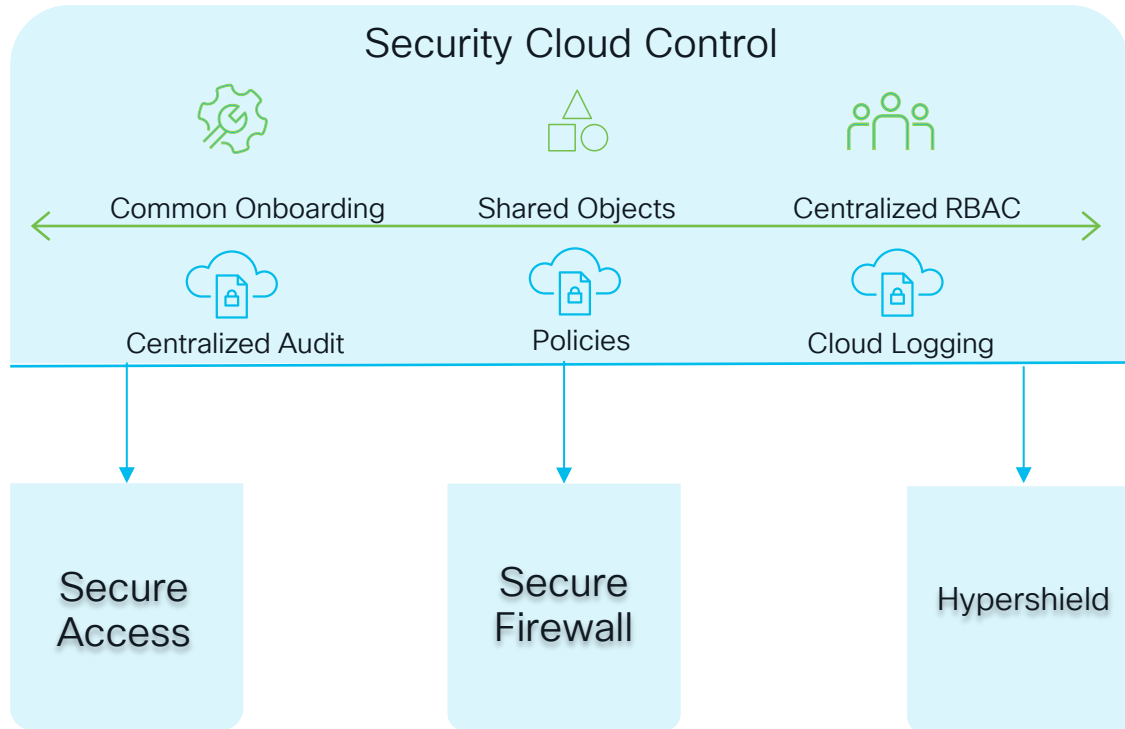 Security Cloud Control
Common Onboarding
Shared Objects
Centralized RBAC
Centralized Audit
Policies
Cloud Logging
Secure
Access
Secure
Firewall
Hypershield